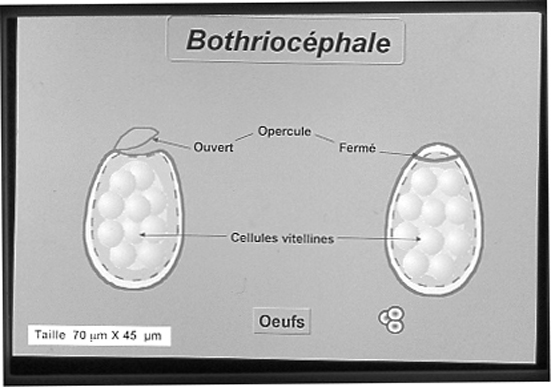 Bothriocéphale
Opercule
Ouvert
Fermé
Cellules vitellines
Oeufs
Taille 70 µm X 45 µm